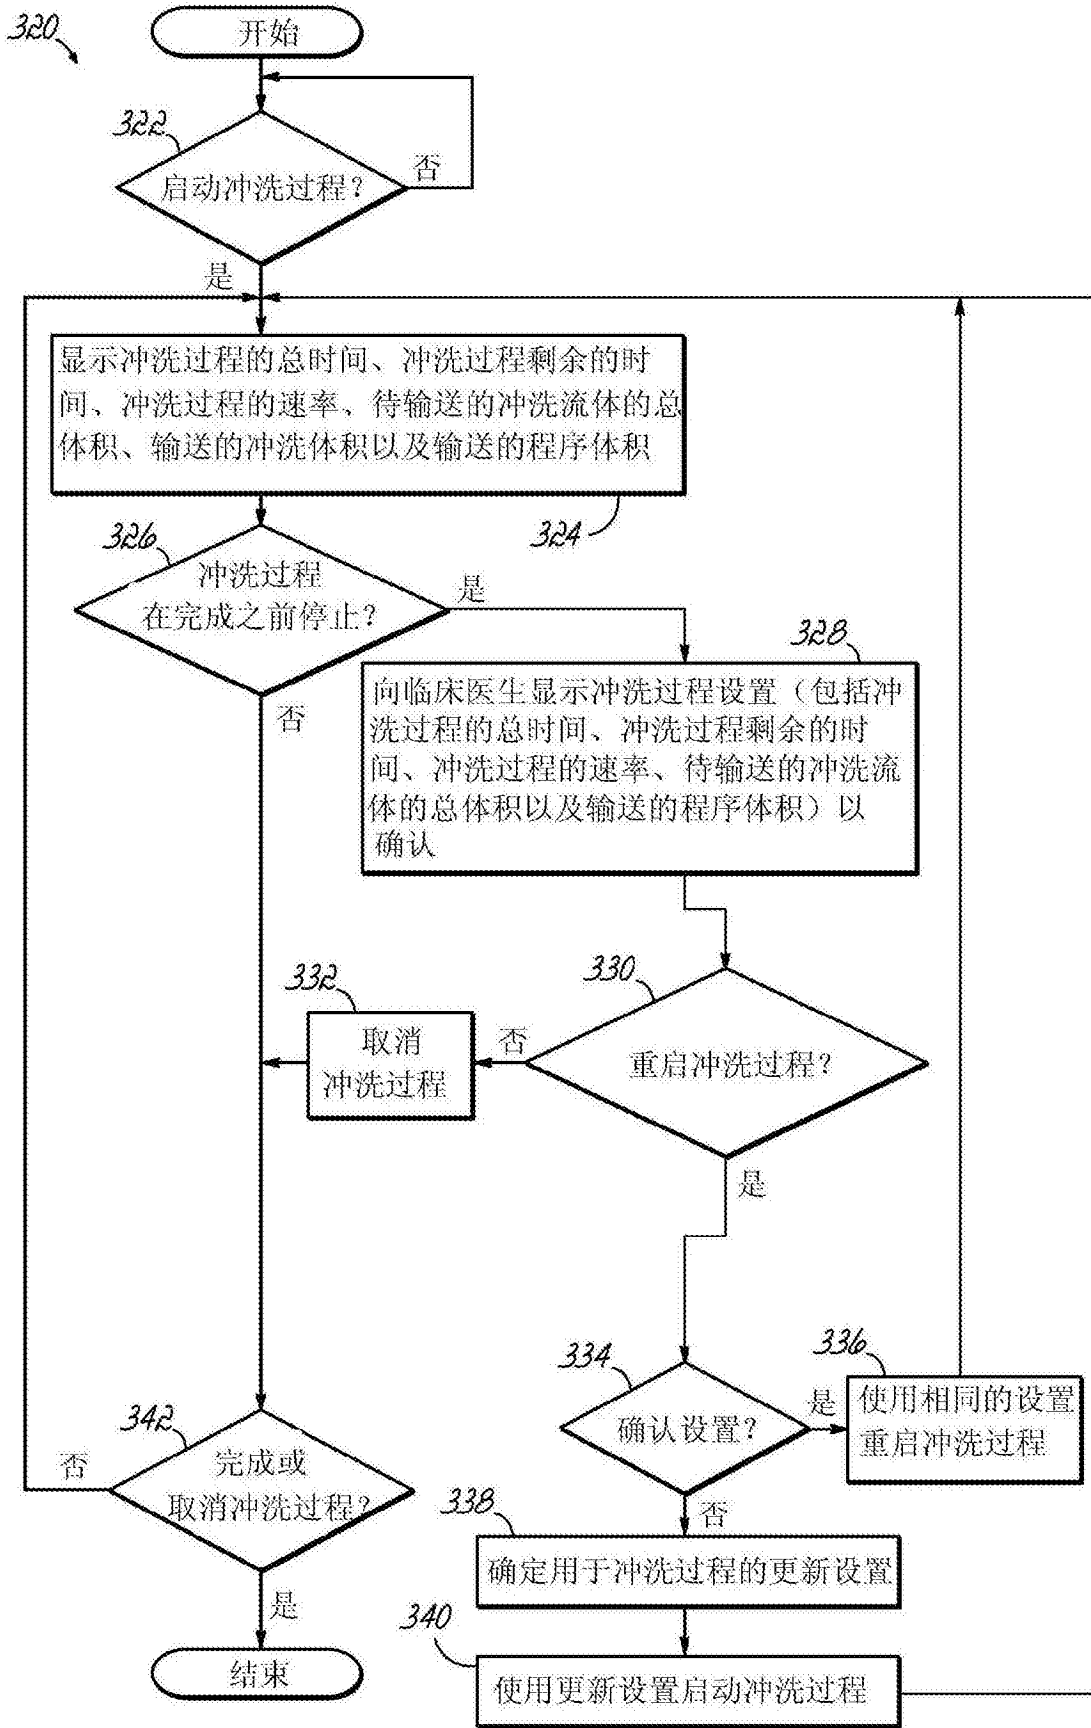 320
开始
322
启动冲洗过程？
否
是
显示冲洗过程的总时间、冲洗过程剩余的时
间、冲洗过程的速率、待输送的冲洗流体的总
体积、输送的冲洗体积以及输送的程序体积
324
326
冲洗过程
在完成之前停止？
是
否
328
向临床医生显示冲洗过程设置（包括冲
洗过程的总时间、冲洗过程剩余的时
间、冲洗过程的速率、待输送的冲洗流
体的总体积以及输送的程序体积）以
确认
330
重启冲洗过程？
否
332
取消
冲洗过程
是
334
确认设置？
是
336
使用相同的设置
重启冲洗过程
否
338
确定用于冲洗过程的更新设置
340
使用更新设置启动冲洗过程
342
完成或
取消冲洗过程？
否
是
结束